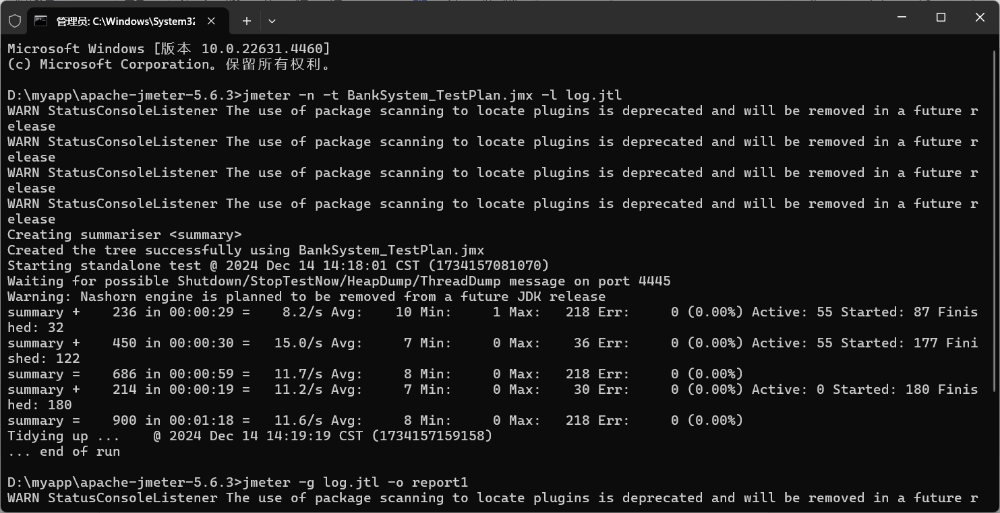 管理员: C:\Windows\System32
Microsoft Windows [版本 10.0.22631.4460]
(c) Microsoft Corporation。保留所有权利。
D:\myapp\apache-jmeter-5.6.3>jmeter -n -t BankSystem_TestPlan.jmx -l log.jtl
WARN StatusConsoleListener The use of package scanning to locate plugins is deprecated and will be removed in a future r
elease
WARN StatusConsoleListener The use of package scanning to locate plugins is deprecated and will be removed in a future r
elease
WARN StatusConsoleListener The use of package scanning to locate plugins is deprecated and will be removed in a future r
elease
WARN StatusConsoleListener The use of package scanning to locate plugins is deprecated and will be removed in a future r
elease
Creating summariser <summary>
Created the tree successfully using BankSystem_TestPlan.jmx
Starting standalone test @ 2024 Dec 14 14:18:01 CST (1734157081070)
Waiting for possible Shutdown/StopTestNow/HeapDump/ThreadDump message on port 4445
Warning: Nashorn engine is planned to be removed from a future JDK release
summary +    236 in 00:00:29 =    8.2/s Avg:    10 Min:     1 Max:   218 Err:     0 (0.00%) Active: 55 Started: 87 Finis
hed: 32
summary +    450 in 00:00:30 =   15.0/s Avg:     7 Min:     0 Max:    36 Err:     0 (0.00%) Active: 55 Started: 177 Fini
shed: 122
summary =    686 in 00:00:59 =   11.7/s Avg:     8 Min:     0 Max:   218 Err:     0 (0.00%)
summary +    214 in 00:00:19 =   11.2/s Avg:     7 Min:     0 Max:    30 Err:     0 (0.00%) Active: 0 Started: 180 Finis
hed: 180
summary =    900 in 00:01:18 =   11.6/s Avg:     8 Min:     0 Max:   218 Err:     0 (0.00%)
Tidying up ...    @ 2024 Dec 14 14:19:19 CST (1734157159158)
... end of run
D:\myapp\apache-jmeter-5.6.3>jmeter -g log.jtl -o report1
WARN StatusConsoleListener The use of package scanning to locate plugins is deprecated and will be removed in a future r